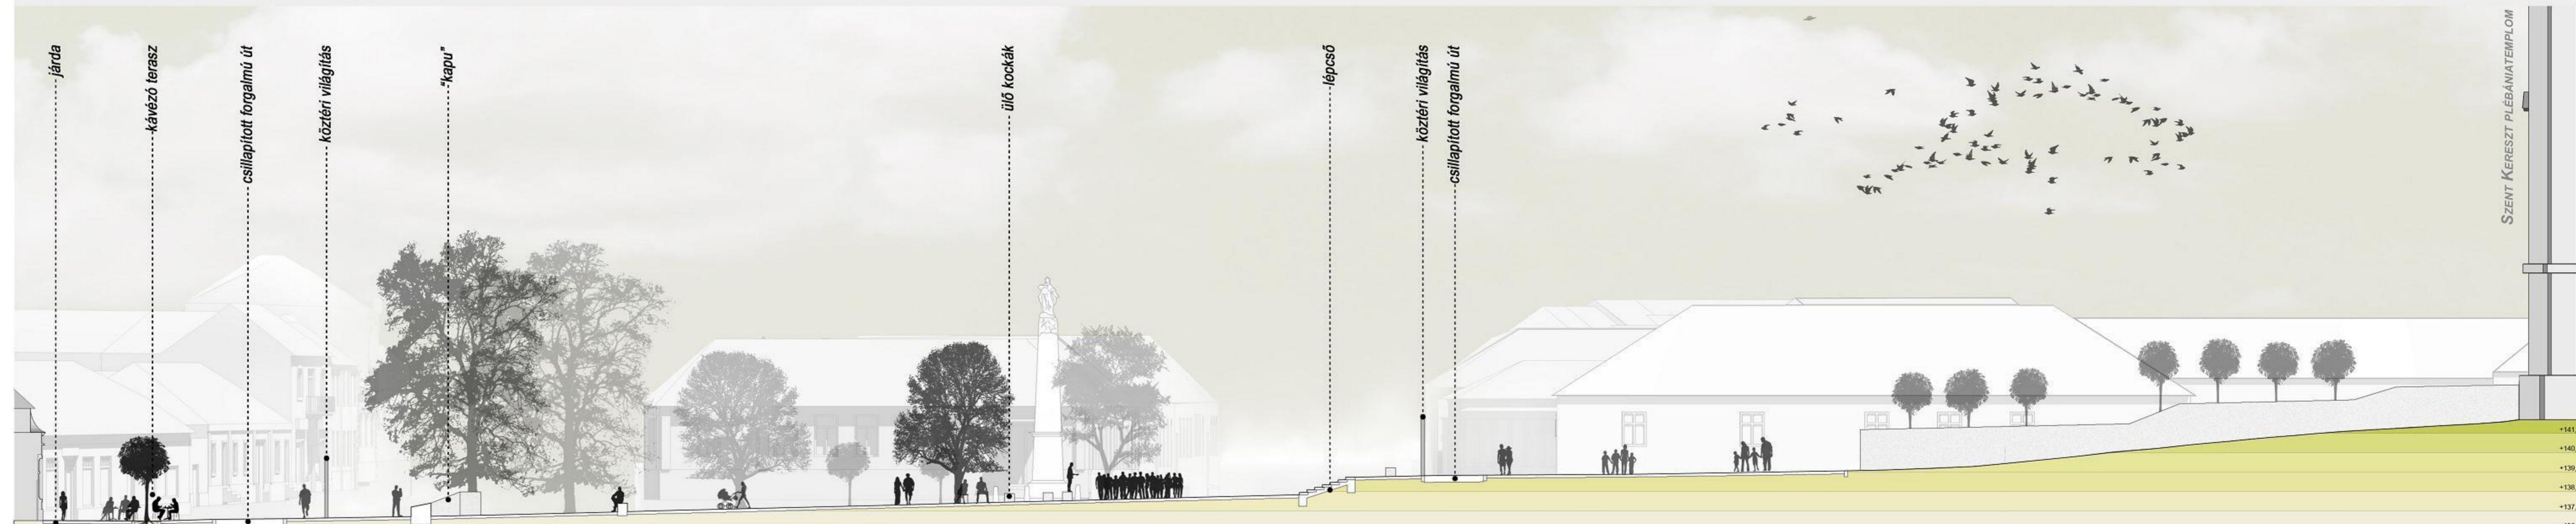 járda
kávézó terasz
csillapított forgalmú út
köztéri világítás
"kapu"
ülő kockák
lépcső
köztéri világítás
csillapított forgalmú út
SZENT KERESZT PLÉBÁNIATEMPLOM
+141,
+140,
+139,
+138,
+137,